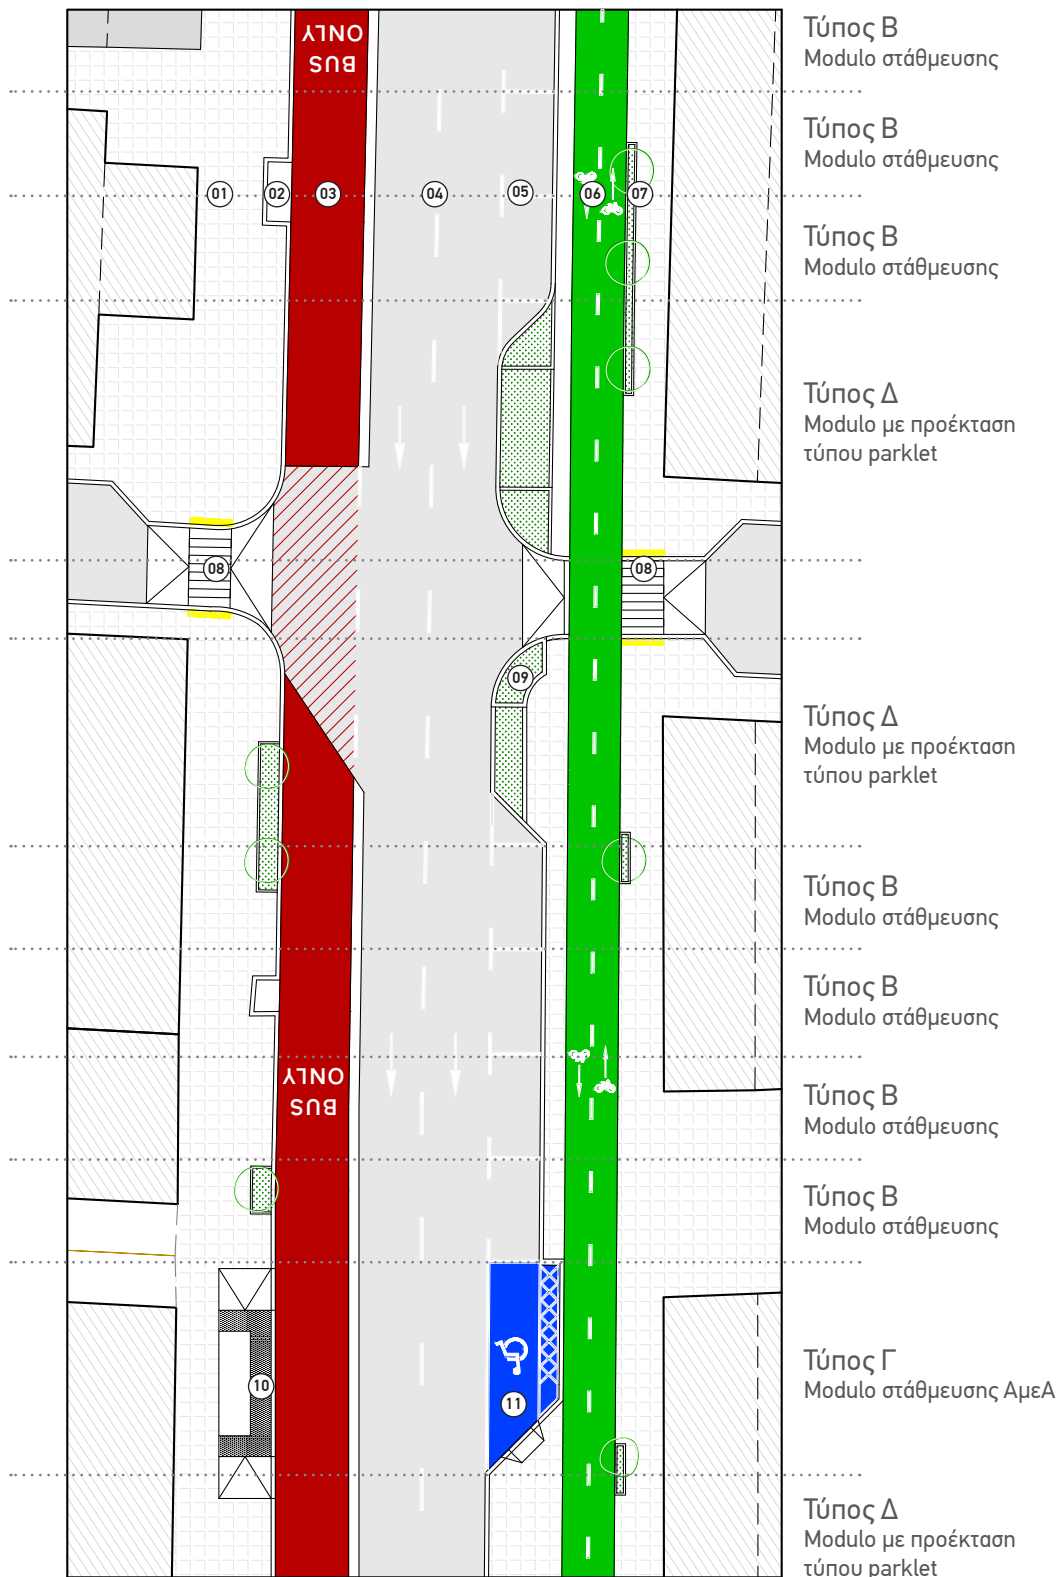 BUS
ONLY
Τύπος Β
Modulo στάθμευσης
Τύπος Β
Modulo στάθμευσης
01
02
03
04
05
06
07
Τύπος Β
Modulo στάθμευσης
Τύπος Δ
Modulo με προέκταση
τύπου parklet
08
08
09
Τύπος Δ
Modulo με προέκταση
τύπου parklet
Τύπος Β
Modulo στάθμευσης
Τύπος Β
Modulo στάθμευσης
BUS
ONLY
Τύπος Β
Modulo στάθμευσης
Τύπος Β
Modulo στάθμευσης
Τύπος Γ
Modulo στάθμευσης ΑμεΑ
10
11
Τύπος Δ
Modulo με προέκταση
τύπου parklet